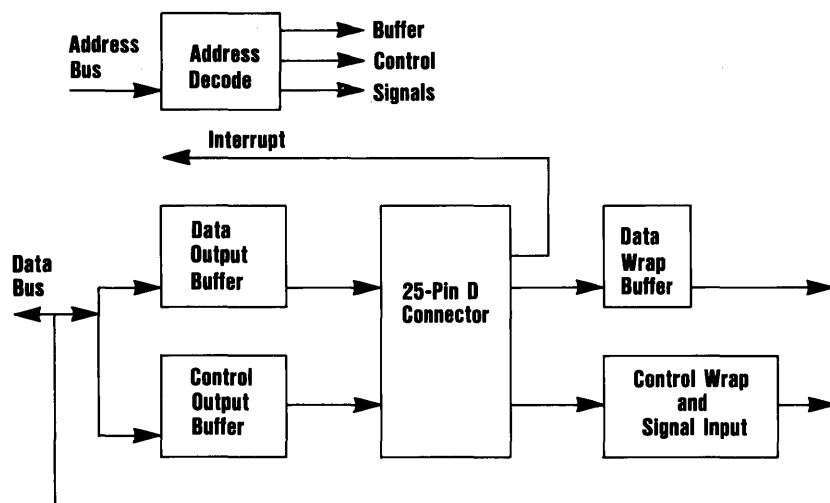 Address
Bus
Address
Decode
Buffer
Control
Signals
Interrupt
Data
Bus
Data
Output
Buffer
Control
Output
Buffer
25-Pin D
Connector
Data
Wrap
Buffer
Control Wrap
and
Signal Input